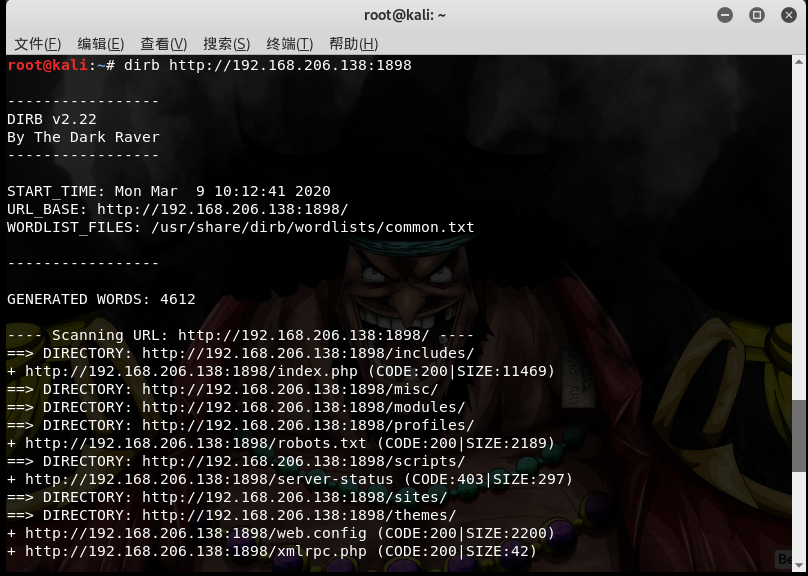 root@kali: ~
文件(F) 编辑(E) 查看(V) 搜索(S) 终端(T) 帮助(H)
root@kali:~# dirb http://192.168.206.138:1898
-----------------
DIRB v2.22
By The Dark Raver
-----------------
START_TIME: Mon Mar  9 10:12:41 2020
URL_BASE: http://192.168.206.138:1898/
WORDLIST_FILES: /usr/share/dirb/wordlists/common.txt
-----------------
GENERATED WORDS: 4612
---- Scanning URL: http://192.168.206.138:1898/ ----
==> DIRECTORY: http://192.168.206.138:1898/includes/
+ http://192.168.206.138:1898/index.php (CODE:200|SIZE:11469)
==> DIRECTORY: http://192.168.206.138:1898/misc/
==> DIRECTORY: http://192.168.206.138:1898/modules/
==> DIRECTORY: http://192.168.206.138:1898/profiles/
+ http://192.168.206.138:1898/robots.txt (CODE:200|SIZE:2189)
==> DIRECTORY: http://192.168.206.138:1898/scripts/
+ http://192.168.206.138:1898/server-status (CODE:403|SIZE:297)
==> DIRECTORY: http://192.168.206.138:1898/sites/
==> DIRECTORY: http://192.168.206.138:1898/themes/
+ http://192.168.206.138:1898/web.config (CODE:200|SIZE:2200)
+ http://192.168.206.138:1898/xmlrpc.php (CODE:200|SIZE:42)